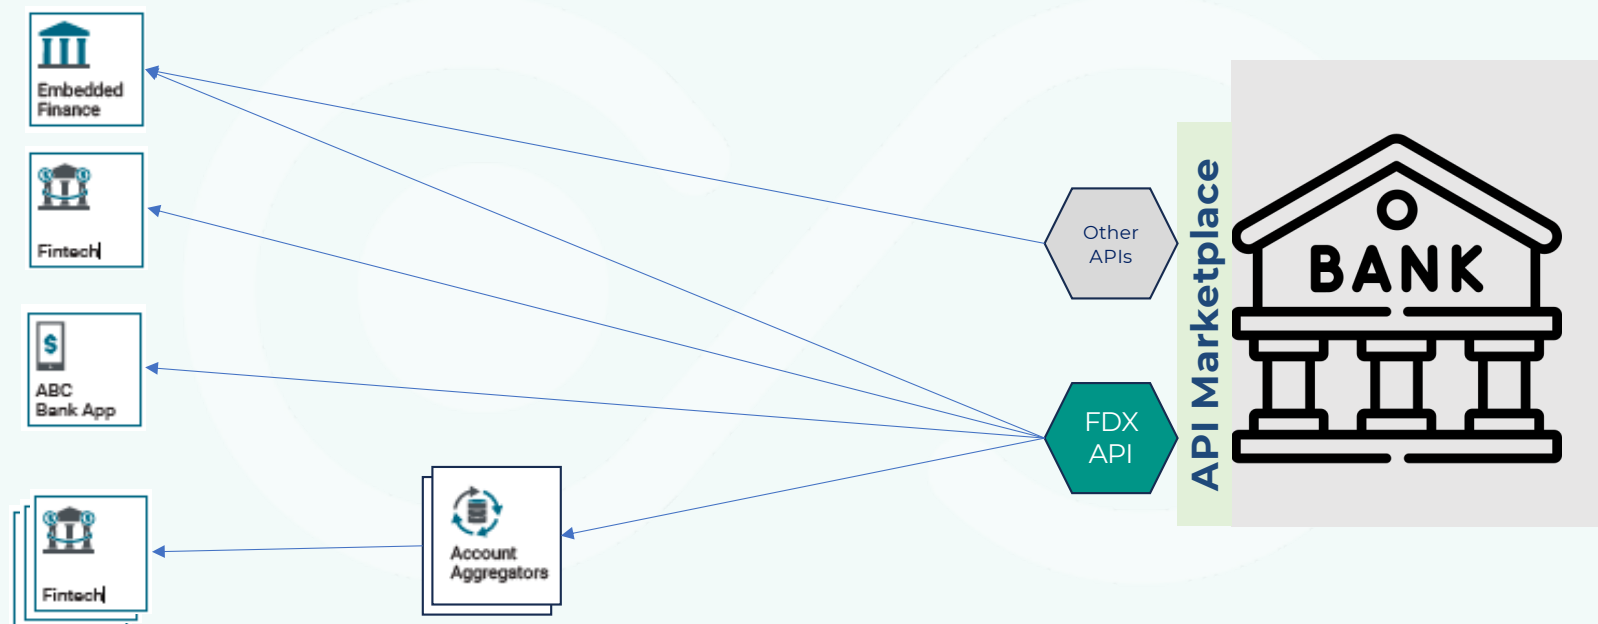 Embedded
Finance
Fintech
ABC
Bank App
Fintech
Account
Aggregators
Other
APIs
FDX
API
API Marketplace
BANK